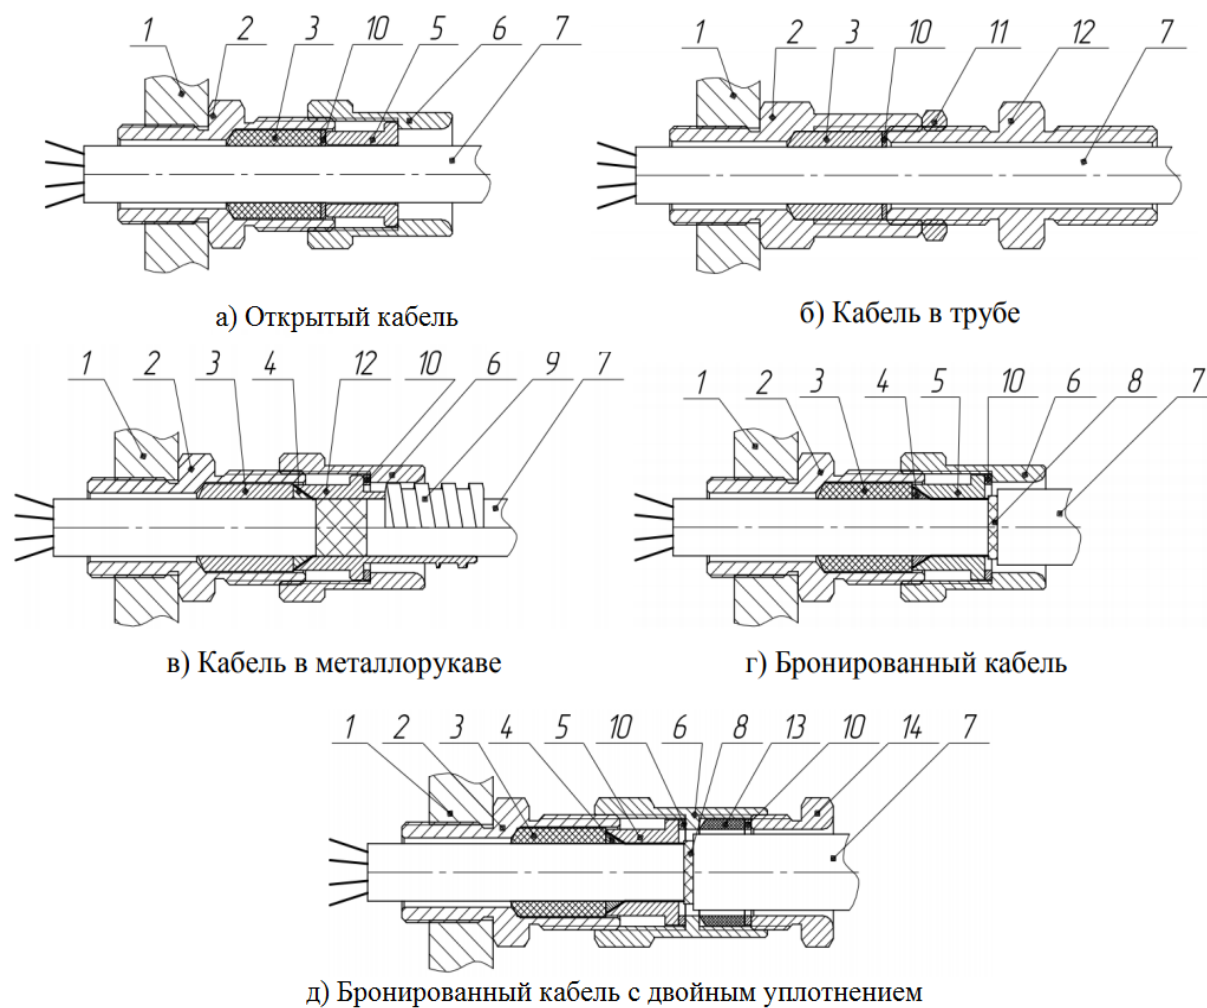 1 2 3 10 5 6 7
1 2 3 10 11 12 7
а) Открытый кабель
б) Кабель в трубе
1 2 3 4 12 10 6 9 7
1 2 3 4 5 10 6 8 7
в) Кабель в металлорукаве
г) Бронированный кабель
1 2 3 4 5 10 6 8 13 10 14 7
д) Бронированный кабель с двойным уплотнением